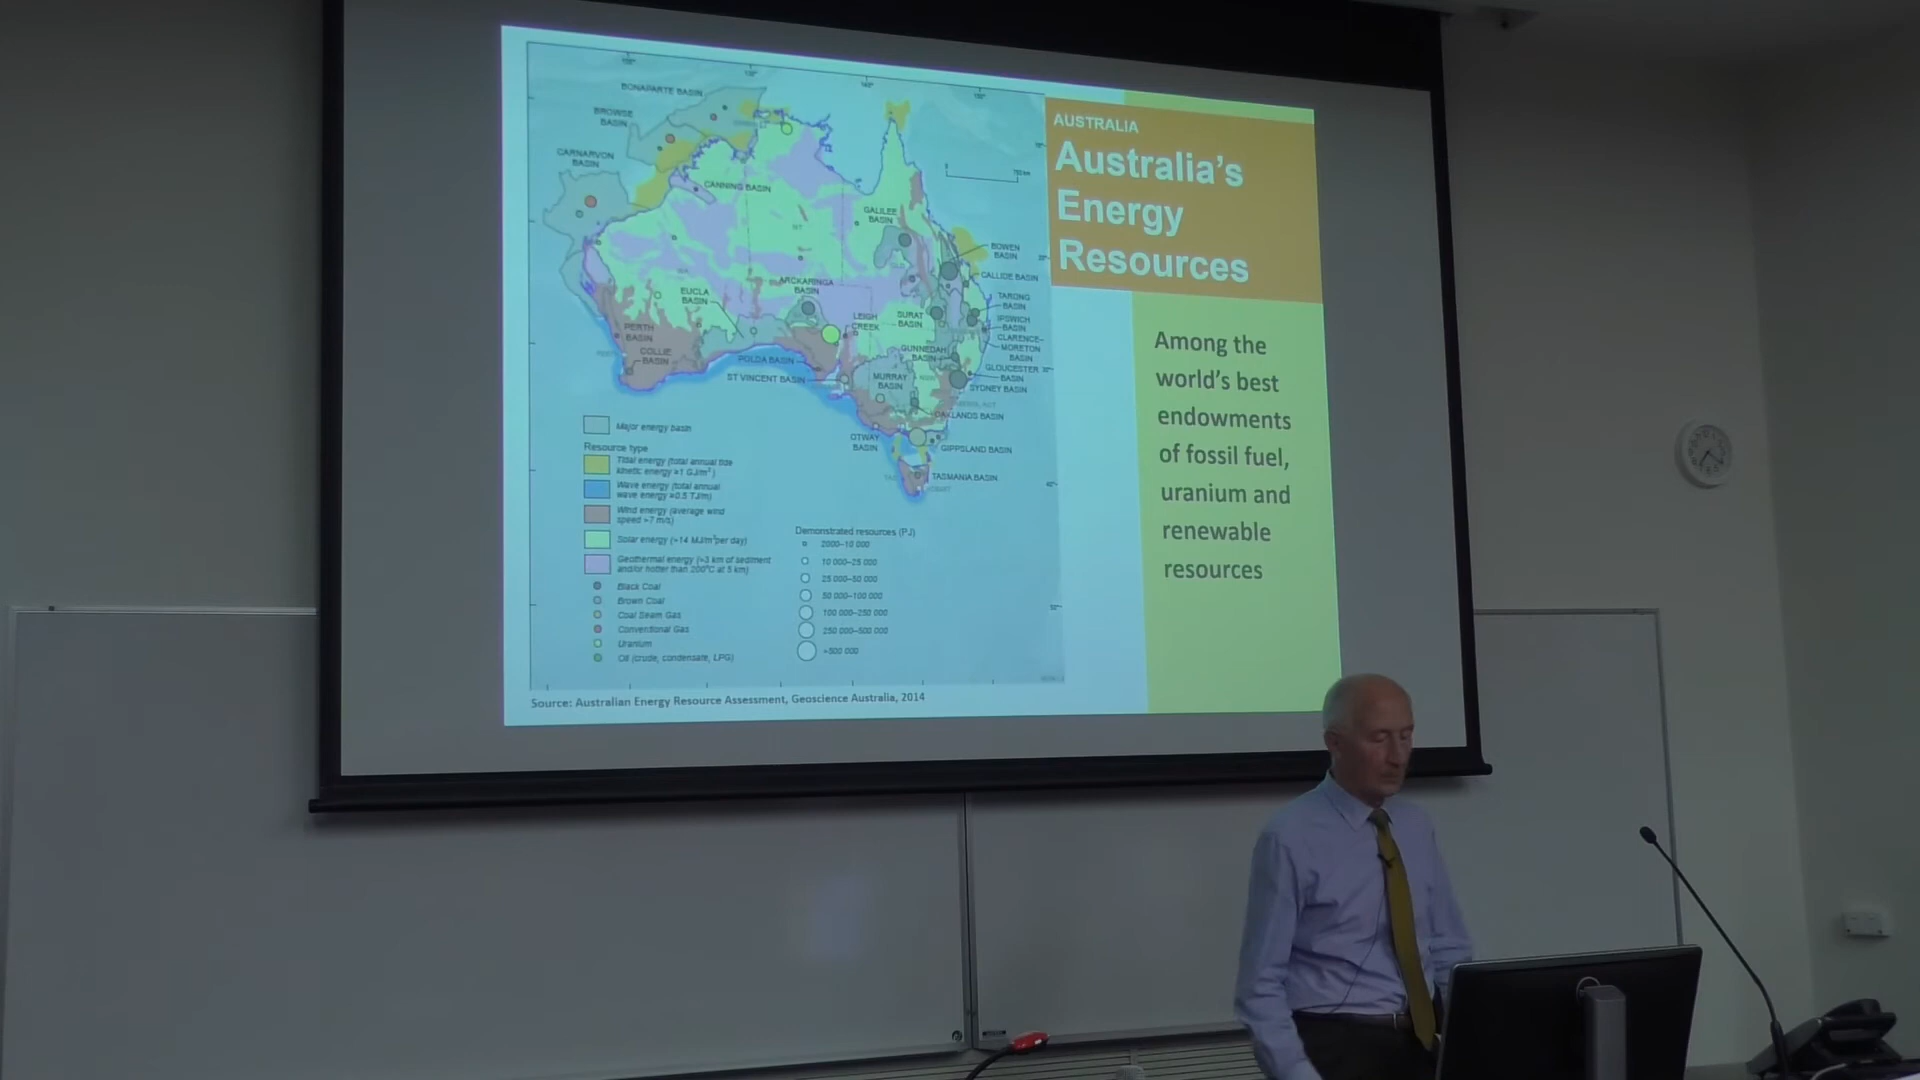 AUSTRALIA
Australia's
Energy
Resources
Among the
world's best
endowments
of fossil fuel,
uranium and
renewable
resources
BONAPARTE BASIN
BROWSE
BASIN
CARNARVON
BASIN
CANNING BASIN
GALILEE
BASIN
BOWEN
BASIN
CALLIDE BASIN
ARCKARINGA
BASIN
EUCLA
BASIN
TARONG
BASIN
LEIGH
CREEK
SURAT
BASIN
IPSWICH
BASIN
CLARENCE-
MORETON
BASIN
PERTH
BASIN
COLLIE
BASIN
POLDA BASIN
GUNNEDAH
BASIN
GLOUCESTER
BASIN
ST VINCENT BASIN
MURRAY
BASIN
SYDNEY BASIN
OAKLANDS BASIN
OTWAY
BASIN
GIPPSLAND BASIN
TASMANIA BASIN
Major energy basin
Resource type
Tidal energy (total annual tide
kinetic energy ≥1 GJ/m²)
Wave energy (total annual
wave energy ≥0.5 TJ/m)
Wind energy (average wind
speed >7 m/s)
Solar energy (>14 MJ/m² per day)
Geothermal energy (>3 km of sediment
and/or hotter than 200°C at 5 km)
Black Coal
Brown Coal
Coal Seam Gas
Conventional Gas
Uranium
Oil (crude, condensate, LPG)
Demonstrated resources (PJ)
2000–10 000
10 000–25 000
25 000–50 000
50 000–100 000
100 000–250 000
250 000–500 000
>500 000
Source: Australian Energy Resource Assessment, Geoscience Australia, 2014